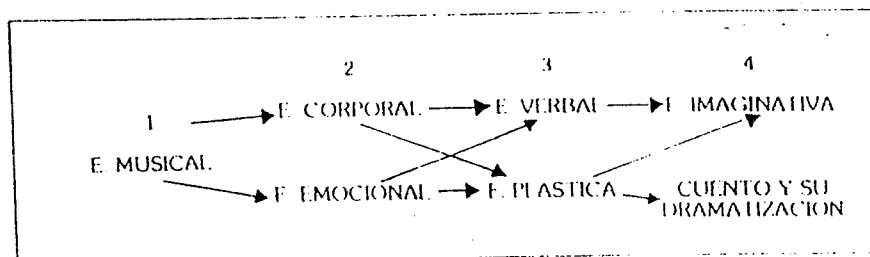 2 3 4
1 E. CORPORAL E. VERBAL E. IMAGINATIVA
E. MUSICAL
E. EMOCIONAL E. PLASTICA CUENTO Y SU
DRAMATIZACION